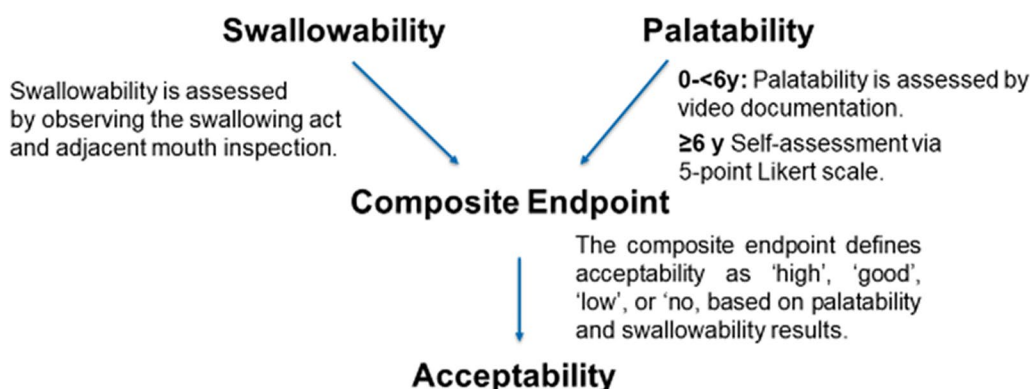 Swallowability
Palatability
Swallowability is assessed
by observing the swallowing act
and adjacent mouth inspection.
0-<6y: Palatability is assessed by
video documentation.
≥6 y Self-assessment via
5-point Likert scale.
Composite Endpoint
The composite endpoint defines
acceptability as ‘high’, ‘good’,
‘low’, or ‘no, based on palatability
and swallowability results.
Acceptability